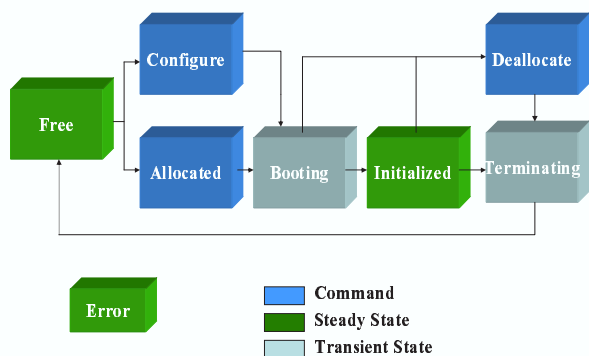 Configure
Deallocate
Free
Allocated
Booting
Initialized
Terminating
Error
Command
Steady State
Transient State